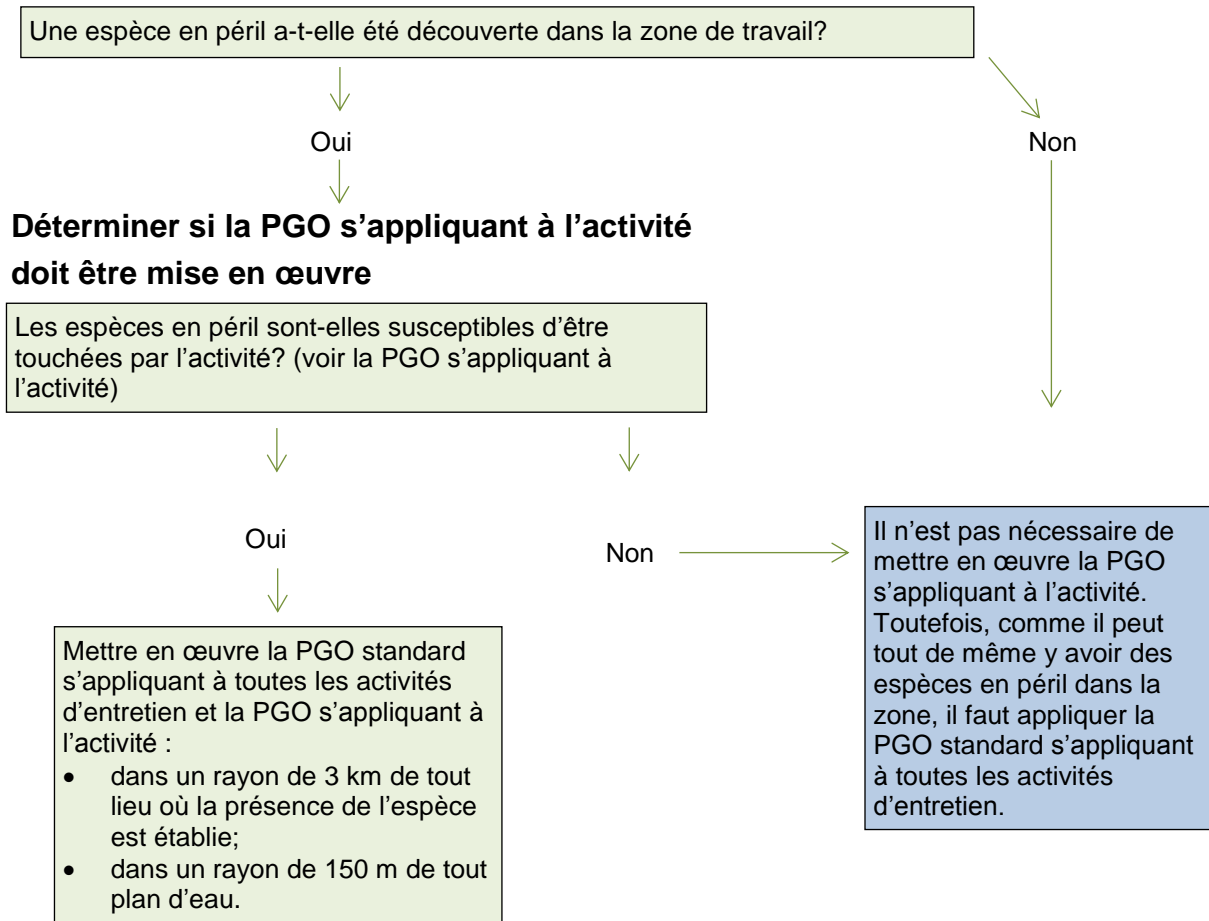 Une espèce en péril a-t-elle été découverte dans la zone de travail?
Oui
Non
Déterminer si la PGO s’appliquant à l’activité
doit être mise en œuvre
Les espèces en péril sont-elles susceptibles d’être
touchées par l’activité? (voir la PGO s’appliquant à
l’activité)
Oui
Non
Il n’est pas nécessaire de
mettre en œuvre la PGO
s’appliquant à l’activité.
Toutefois, comme il peut
tout de même y avoir des
espèces en péril dans la
zone, il faut appliquer la
PGO standard s’appliquant
à toutes les activités
d’entretien.
Mettre en œuvre la PGO standard
s’appliquant à toutes les activités
d’entretien et la PGO s’appliquant à
l’activité :
• dans un rayon de 3 km de tout
lieu où la présence de l’espèce
est établie;
• dans un rayon de 150 m de tout
plan d’eau.